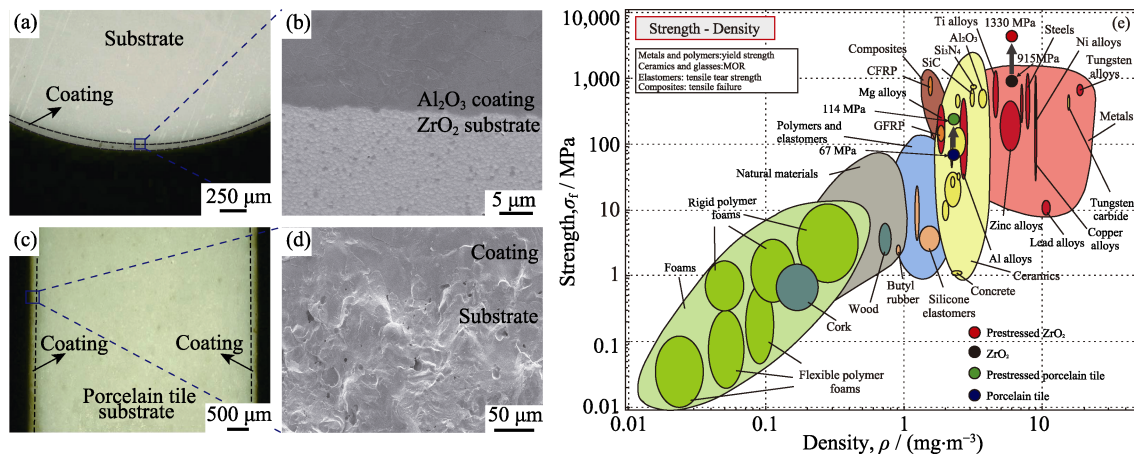 (a)
Substrate
Coating
250 μm
(b)
Al₂O₃ coating
ZrO₂ substrate
5 μm
(c)
Coating
Coating
Porcelain tile
substrate
500 μm
(d)
Coating
Substrate
50 μm
(e)
Strength - Density
Metals and polymers:yield strength
Ceramics and glasses:MOR
Elastomers: tensile tear strength
Composites: tensile failure
Strength,σf / MPa
10,000
1,000
100
10
1
0.1
0.01
0.01
0.1
1
10
Density, ρ / (mg·m⁻³)
Ti alloys
1330 MPa
Al₂O₃
Steels
Composites
Si₃N₄
Ni alloys
SiC
915MPa
Tungsten
alloys
CFRP
Mg alloys
114 MPa
Metals
Polymers and
elastomers
GFRP
67 MPa
Natural materials
Rigid polymer
foams
Tungsten
carbide
Zinc alloys
Copper
alloys
Lead alloys
Al alloys
Foams
Ceramics
Concrete
Wood
Butyl
rubber
Silicone
elastomers
Cork
Flexible polymer
foams
Prestressed ZrO₂
ZrO₂
Prestressed porcelain tile
Porcelain tile